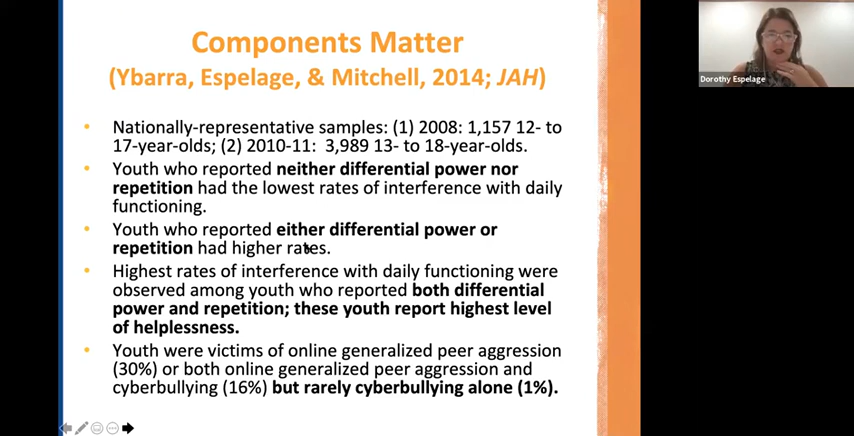 Components Matter
(Ybarra, Espelage, & Mitchell, 2014; JAH)
Dorothy Espelage
• Nationally-representative samples: (1) 2008: 1,157 12- to
17-year-olds; (2) 2010-11: 3,989 13- to 18-year-olds.
• Youth who reported neither differential power nor
repetition had the lowest rates of interference with daily
functioning.
• Youth who reported either differential power or
repetition had higher rates.
• Highest rates of interference with daily functioning were
observed among youth who reported both differential
power and repetition; these youth report highest level
of helplessness.
• Youth were victims of online generalized peer aggression
(30%) or both online generalized peer aggression and
cyberbullying (16%) but rarely cyberbullying alone (1%).